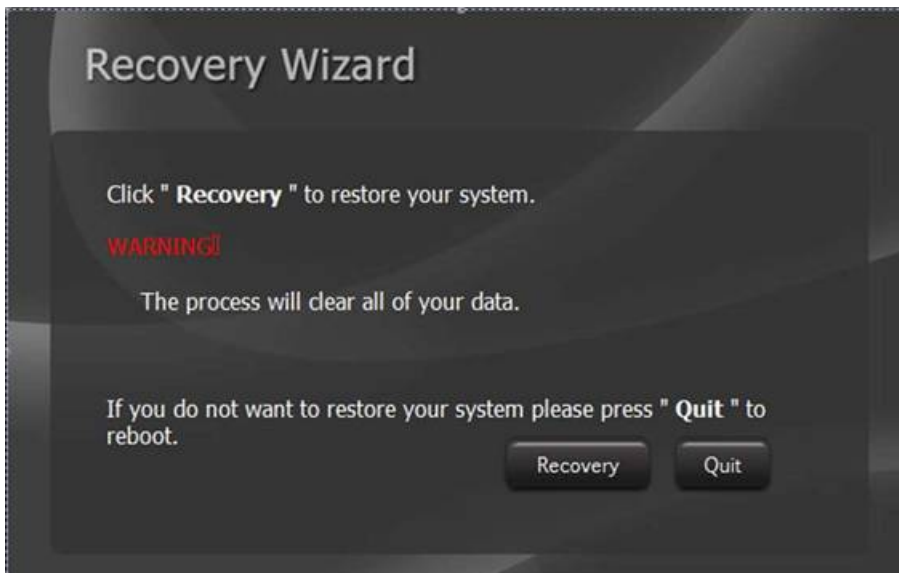 Recovery Wizard
Click " Recovery " to restore your system.
WARNING
The process will clear all of your data.
If you do not want to restore your system please press " Quit " to
reboot.
Recovery Quit